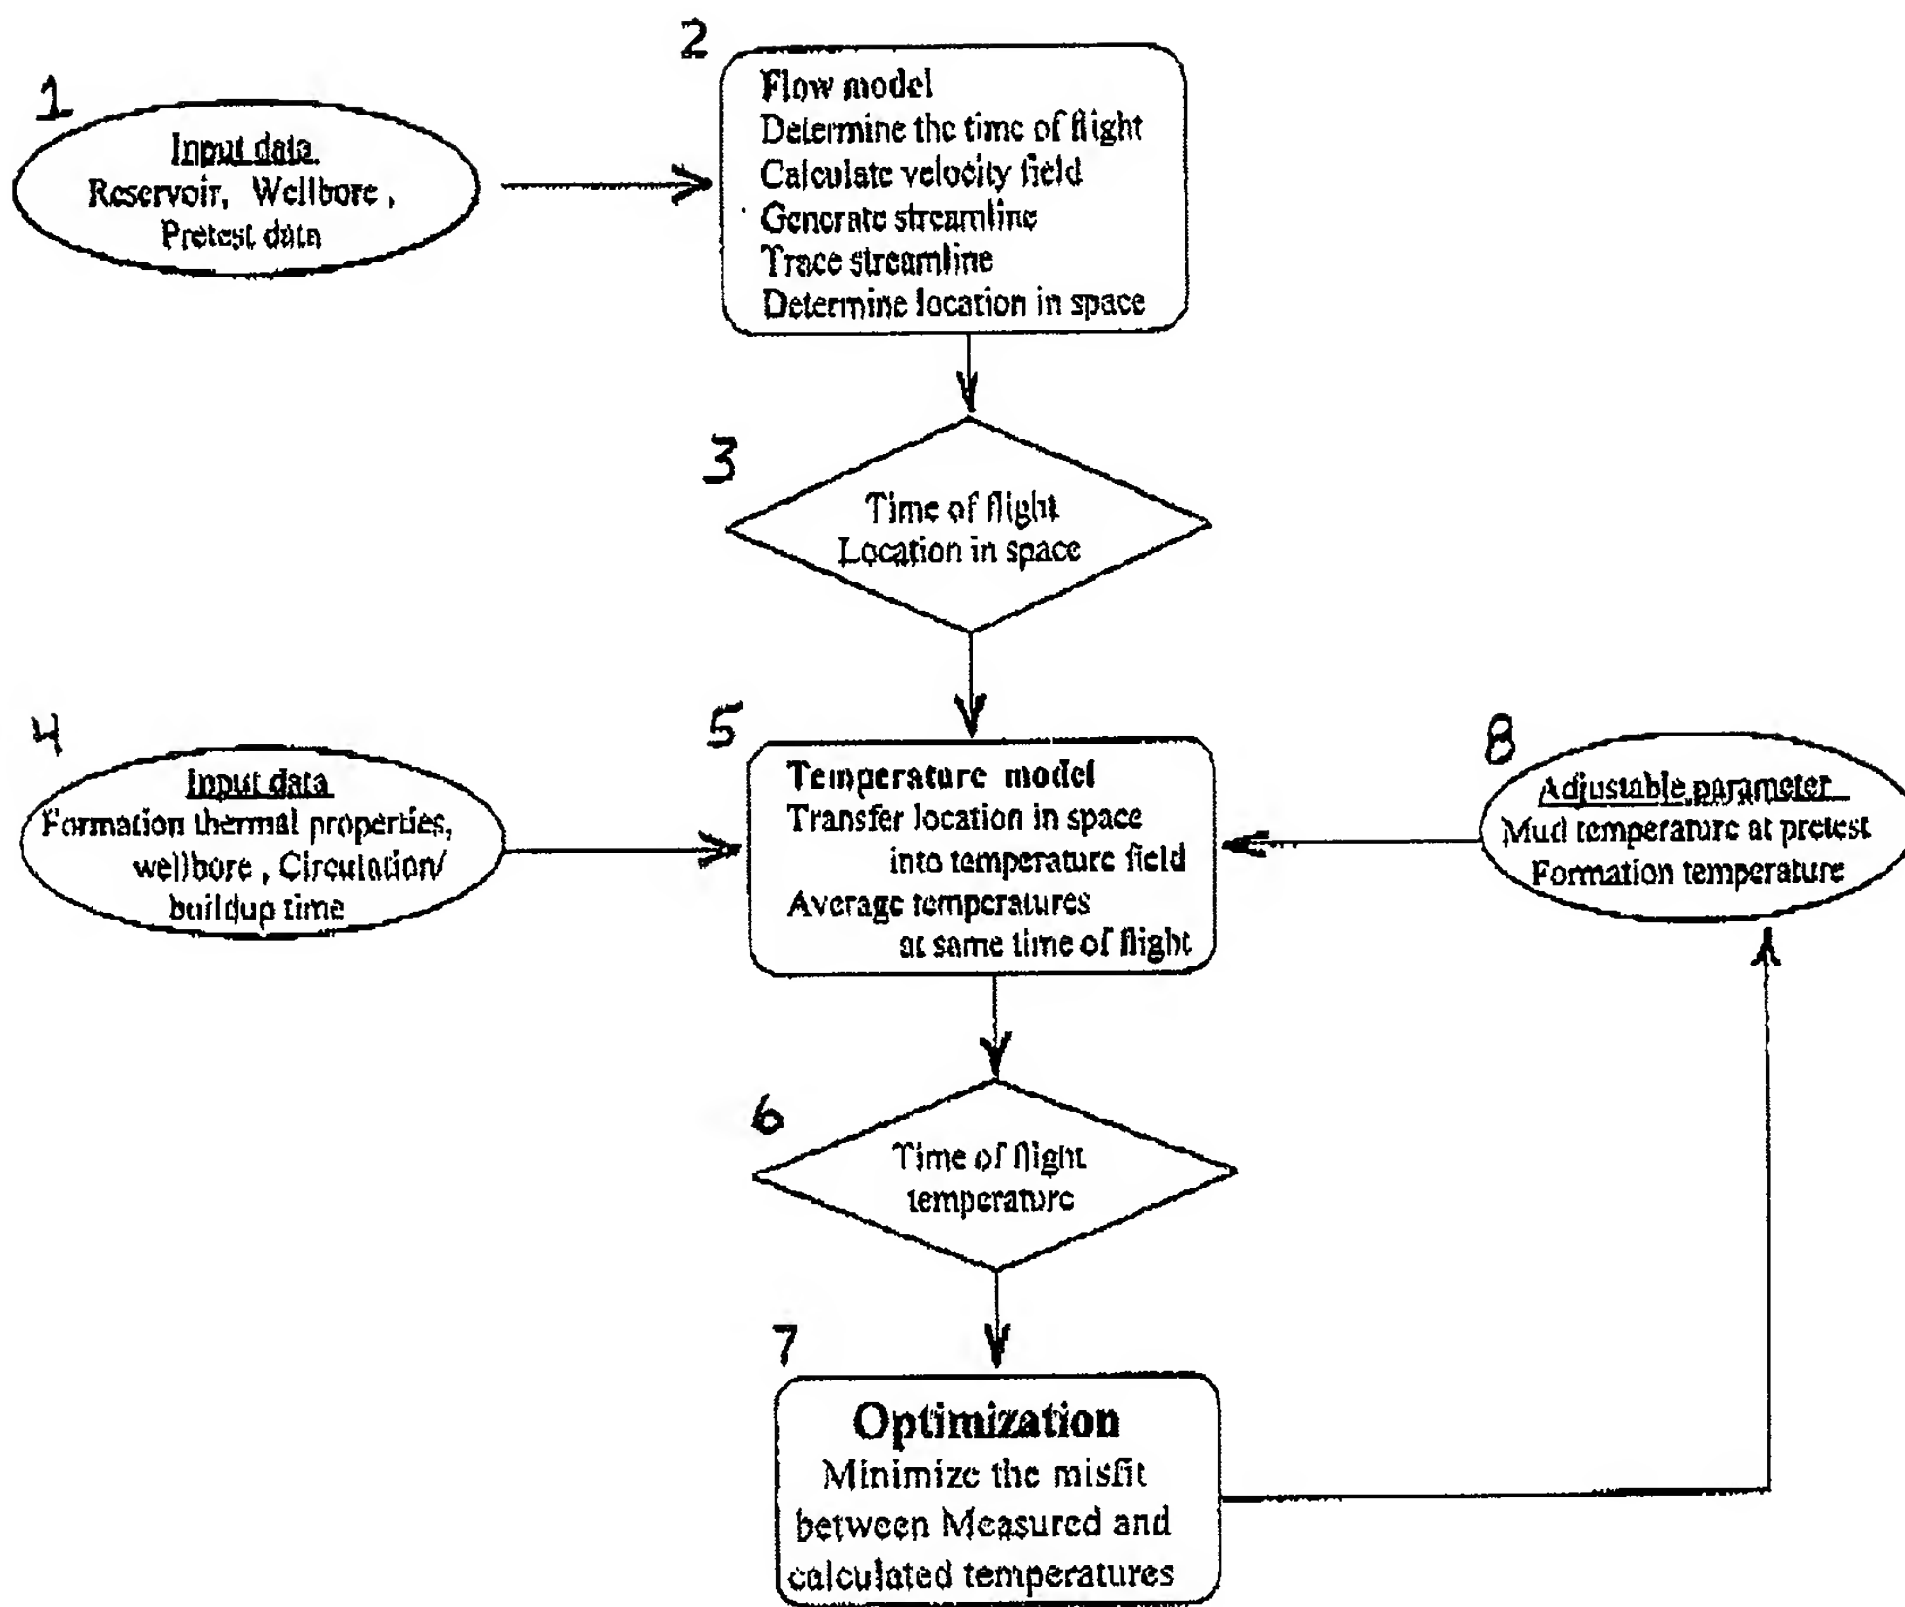 1
Input data
Reservoir, Wellbore,
Pretest data
2
Flow model
Determine the time of flight
Calculate velocity field
Generate streamline
Trace streamline
Determine location in space
3
Time of flight
Location in space
4
Input data
Formation thermal properties,
wellbore, Circulation/
buildup time
5
Temperature model
Transfer location in space
into temperature field
Average temperatures
at same time of flight
8
Adjustable parameter
Mud temperature at pretest
Formation temperature
6
Time of flight
temperature
7
Optimization
Minimize the misfit
between Measured and
calculated temperatures